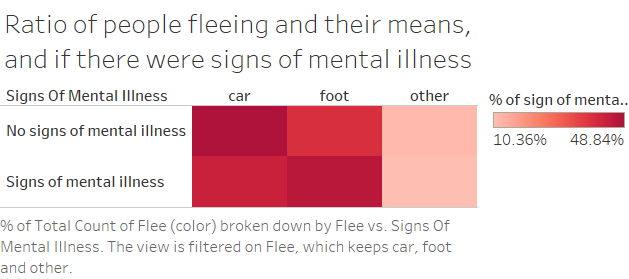 Ratio of people fleeing and their means,
and if there were signs of mental illness
Signs Of Mental Illness car foot other
No signs of mental illness
Signs of mental illness
% of sign of menta..
10.36% 48.84%
% of Total Count of Flee (color) broken down by Flee vs. Signs Of
Mental Illness. The view is filtered on Flee, which keeps car, foot
and other.